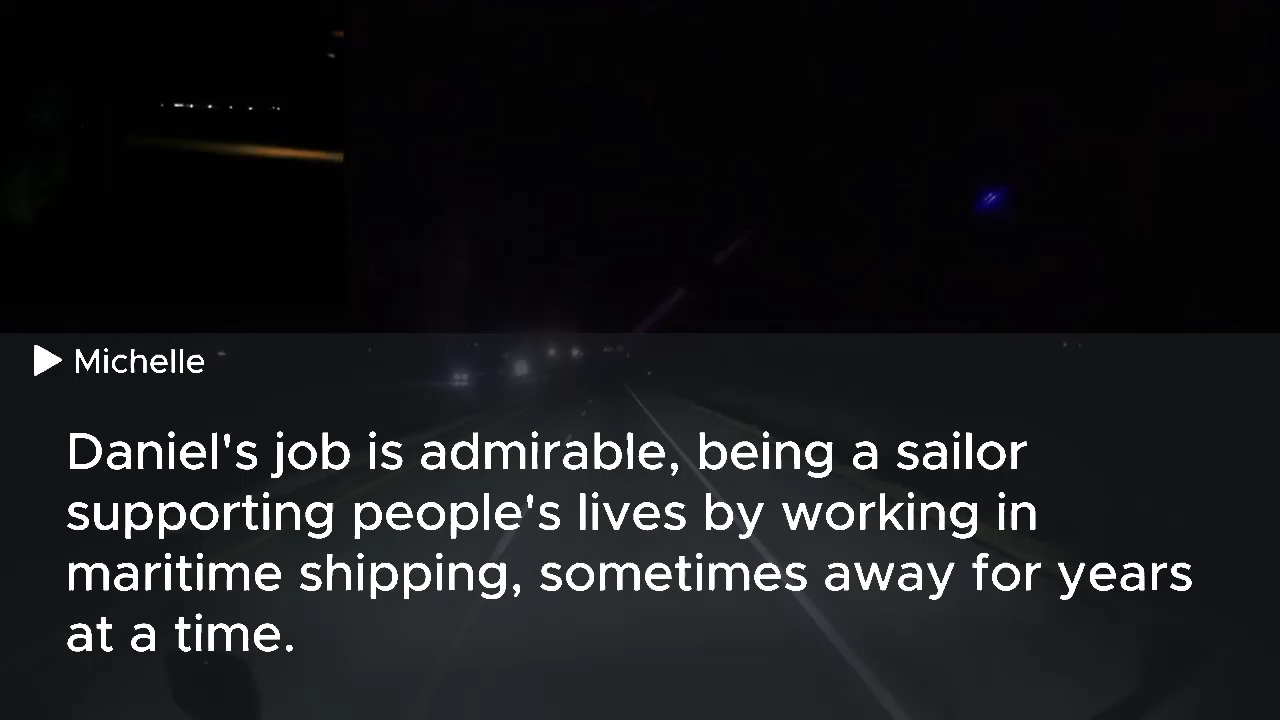 Michelle
Daniel's job is admirable, being a sailor
supporting people's lives by working in
maritime shipping, sometimes away for years
at a time.